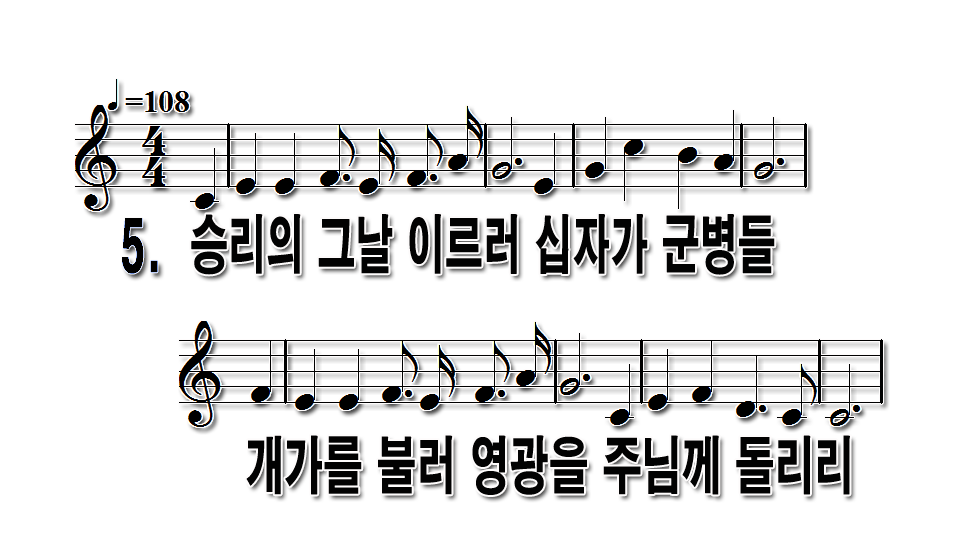 =108
4
4
5. 승리의 그날 이르러 십자가 군병들
개가를 불러 영광을 주님께 돌리리